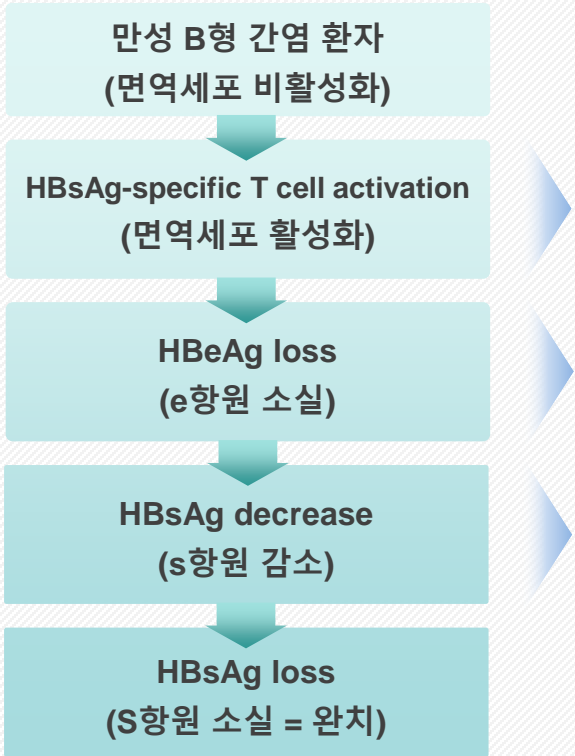 만성 B형 간염 환자
(면역세포 비활성화)
HBsAg-specific T cell activation
(면역세포 활성화)
HBeAg loss
(e항원 소실)
HBsAg decrease
(s항원 감소)
HBsAg loss
(S항원 소실 = 완치)